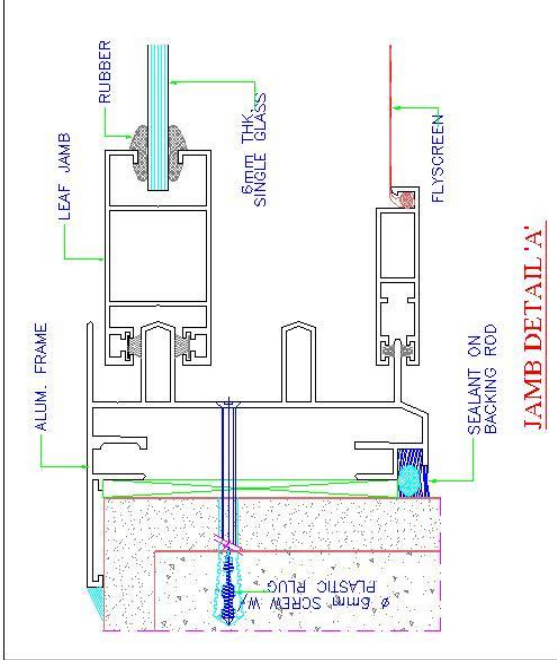 ALUM. FRAME
LEAF JAMB
RUBBER
6mm THK.
SINGLE GLASS
FLYSCREEN
SEALANT ON
BACKING ROD
ø 6mm SCREW W/
PLASTIC PLUG
JAMB DETAIL 'A'